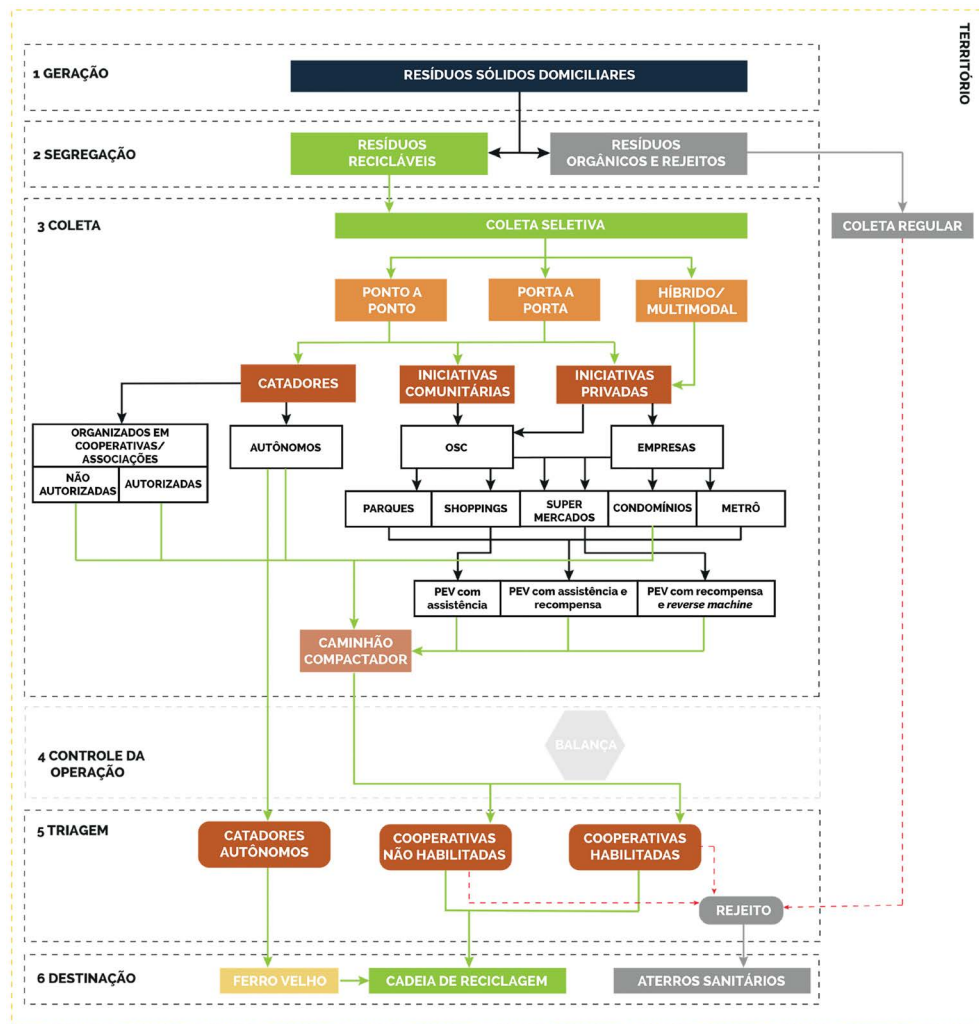 TERRITÓRIO
1 GERAÇÃO
RESÍDUOS SÓLIDOS DOMICILIARES
2 SEGREGAÇÃO
RESÍDUOS
RECICLÁVEIS
RESÍDUOS
ORGÂNICOS E REJEITOS
3 COLETA
COLETA SELETIVA
COLETA REGULAR
PONTO A
PONTO
PORTA A
PORTA
HÍBRIDO/
MULTIMODAL
CATADORES
INICIATIVAS
COMUNITÁRIAS
INICIATIVAS
PRIVADAS
ORGANIZADOS EM
COOPERATIVAS/
ASSOCIAÇÕES
NÃO
AUTORIZADAS
AUTORIZADAS
AUTÔNOMOS
OSC
EMPRESAS
PARQUES
SHOPPINGS
SUPER
MERCADOS
CONDOMÍNIOS
METRÔ
PEV com
assistência
PEV com assistência e
recompensa
PEV com recompensa
e reverse machine
CAMINHÃO
COMPACTADOR
4 CONTROLE DA
OPERAÇÃO
BALANÇA
5 TRIAGEM
CATADORES
AUTÔNOMOS
COOPERATIVAS
NÃO HABILITADAS
COOPERATIVAS
HABILITADAS
REJEITO
6 DESTINAÇÃO
FERRO VELHO
CADEIA DE RECICLAGEM
ATERROS SANITÁRIOS